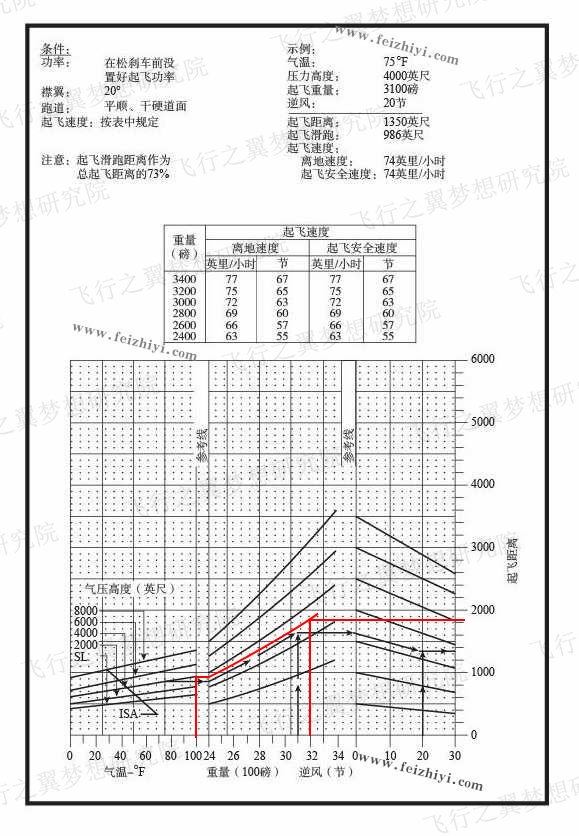 条件：
功率： 在松刹车前没
置好起飞功率
襟翼： 20°
跑道： 平顺、干硬道面
起飞速度：按表中规定
注意：起飞滑跑距离作为
总起飞距离的73%
示例：
气温： 75°F
压力高度： 4000英尺
起飞重量： 3100磅
逆风： 20节
起飞距离： 1350英尺
起飞滑跑： 986英尺
起飞速度：
离地速度： 74英里/小时
起飞安全速度：74英里/小时
www.feizhiyi.com
飞行之翼梦想研究院
重量（磅） 起飞速度
离地速度 起飞安全速度
英里/小时 节 英里/小时 节
3400 77 67 77 67
3200 75 65 75 65
3000 72 63 72 63
2800 69 60 69 60
2600 66 57 66 57
2400 63 55 63 55
www.feizhiyi.com
6000
5000
4000
3000
2000
1000
0
参考线
参考线
起飞距离
气压高度（英尺）
8000
6000
4000
2000
SL
ISA
0 20 40 60 80 100 24 26 28 30 32 34 0 10 20 30
气温-°F 重量（100磅） 逆风（节）
www.feizhiyi.com